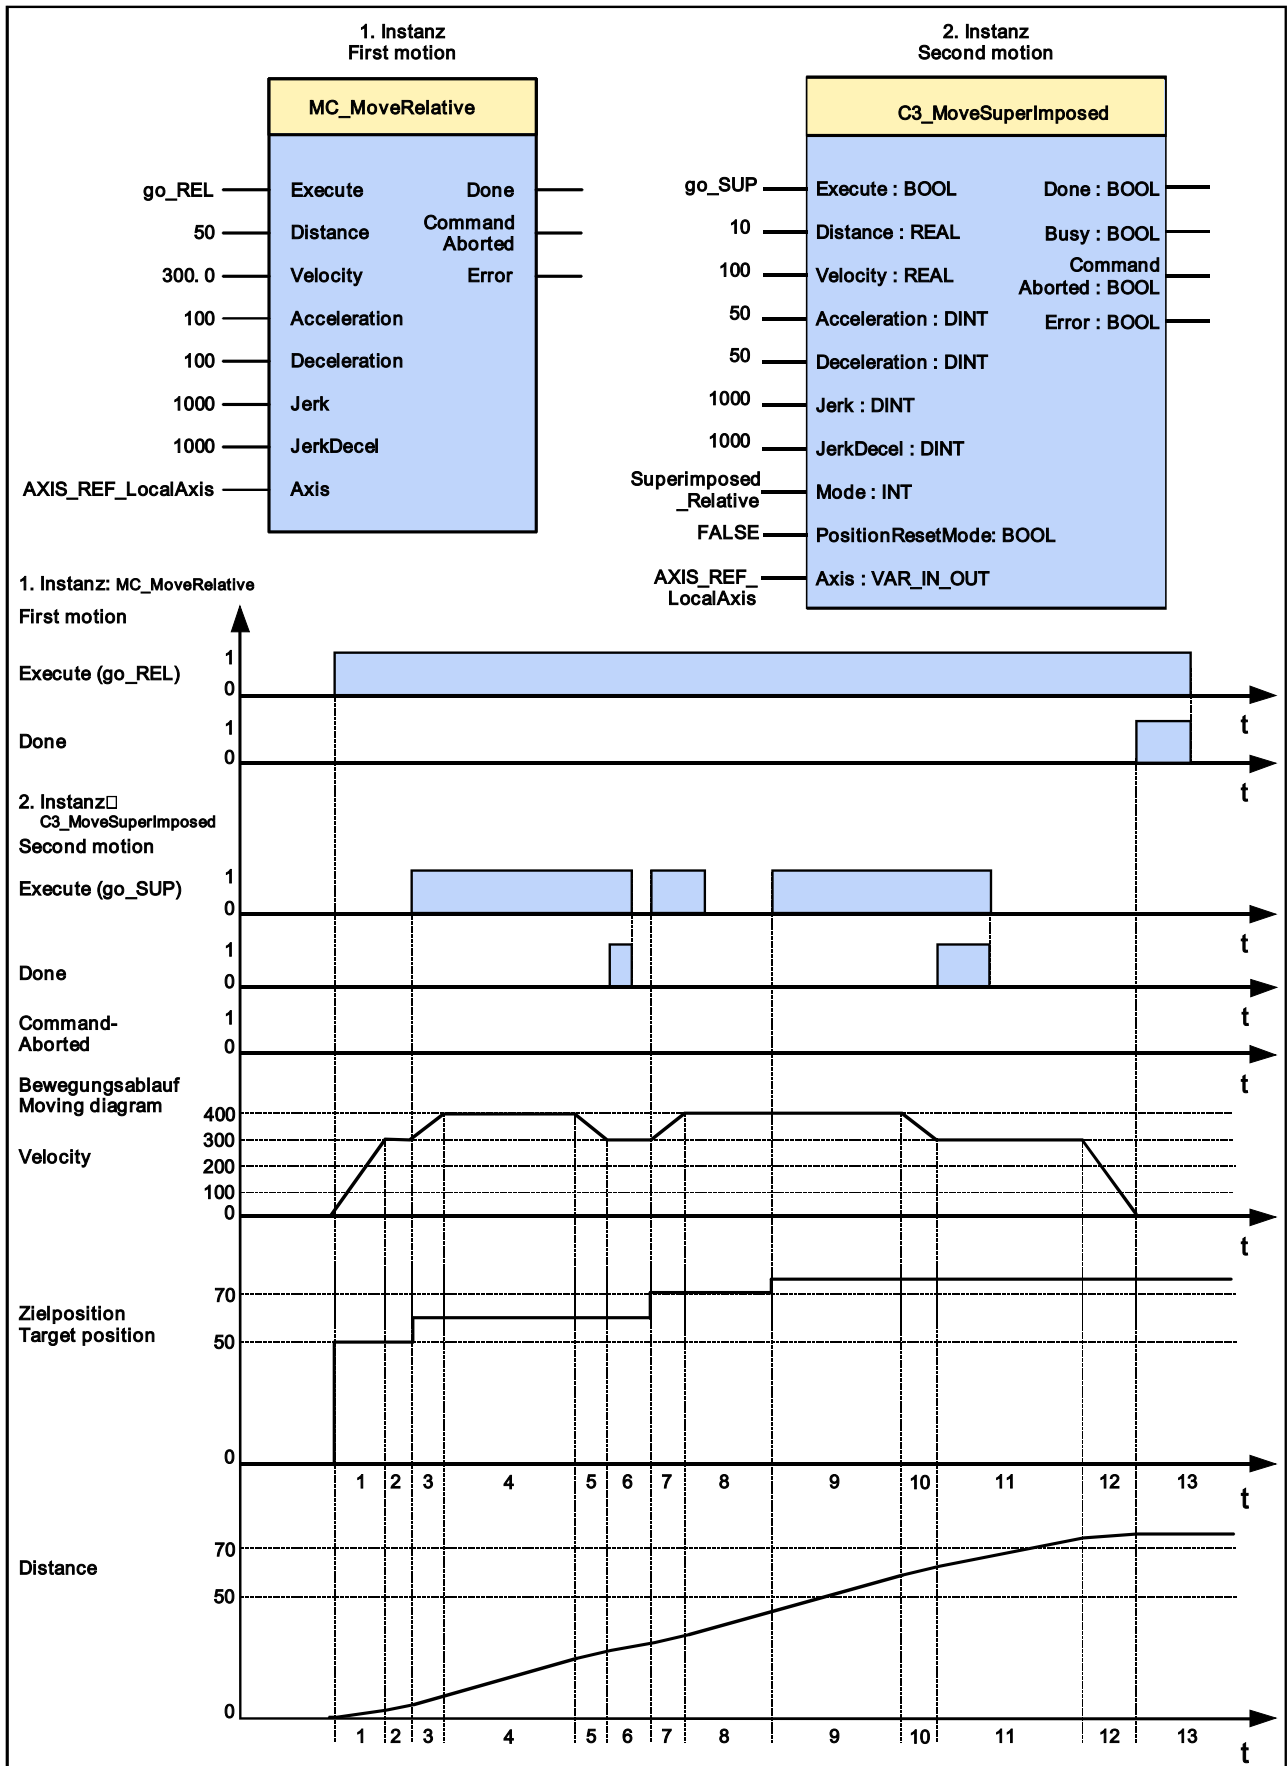 1. Instanz
First motion
2. Instanz
Second motion
MC_MoveRelative
go_REL
Execute
Done
50
Distance
Command
Aborted
300. 0
Velocity
Error
100
Acceleration
100
Deceleration
1000
Jerk
1000
JerkDecel
AXIS_REF_LocalAxis
Axis
C3_MoveSuperImposed
go_SUP
Execute : BOOL
Done : BOOL
10
Distance : REAL
Busy : BOOL
100
Velocity : REAL
Command
Aborted : BOOL
50
Acceleration : DINT
Error : BOOL
50
Deceleration : DINT
1000
Jerk : DINT
1000
JerkDecel : DINT
Superimposed
_Relative
Mode : INT
FALSE
PositionResetMode: BOOL
AXIS_REF_
LocalAxis
Axis : VAR_IN_OUT
1. Instanz: MC_MoveRelative
First motion
Execute (go_REL)
1
0
t
Done
1
0
t
2. Instanz□
C3_MoveSuperImposed
Second motion
Execute (go_SUP)
1
0
t
Done
1
0
t
Command-
Aborted
1
0
t
Bewegungsablauf
Moving diagram
Velocity
400
300
200
100
0
t
Zielposition
Target position
70
50
0
1 2 3 4 5 6 7 8 9 10 11 12 13
t
Distance
70
50
0
1 2 3 4 5 6 7 8 9 10 11 12 13
t